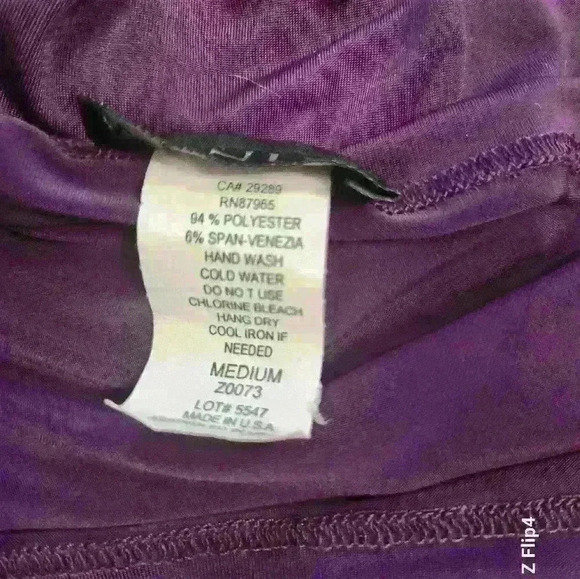 CA# 29289
RN87965
94 % POLYESTER
6% SPAN-VENEZIA
HAND WASH
COLD WATER
DO NOT USE
CHLORINE BLEACH
HANG DRY
COOL IRON IF
NEEDED
MEDIUM
Z0073
LOT# 5547
MADE IN U.S.A.
Z Flip4